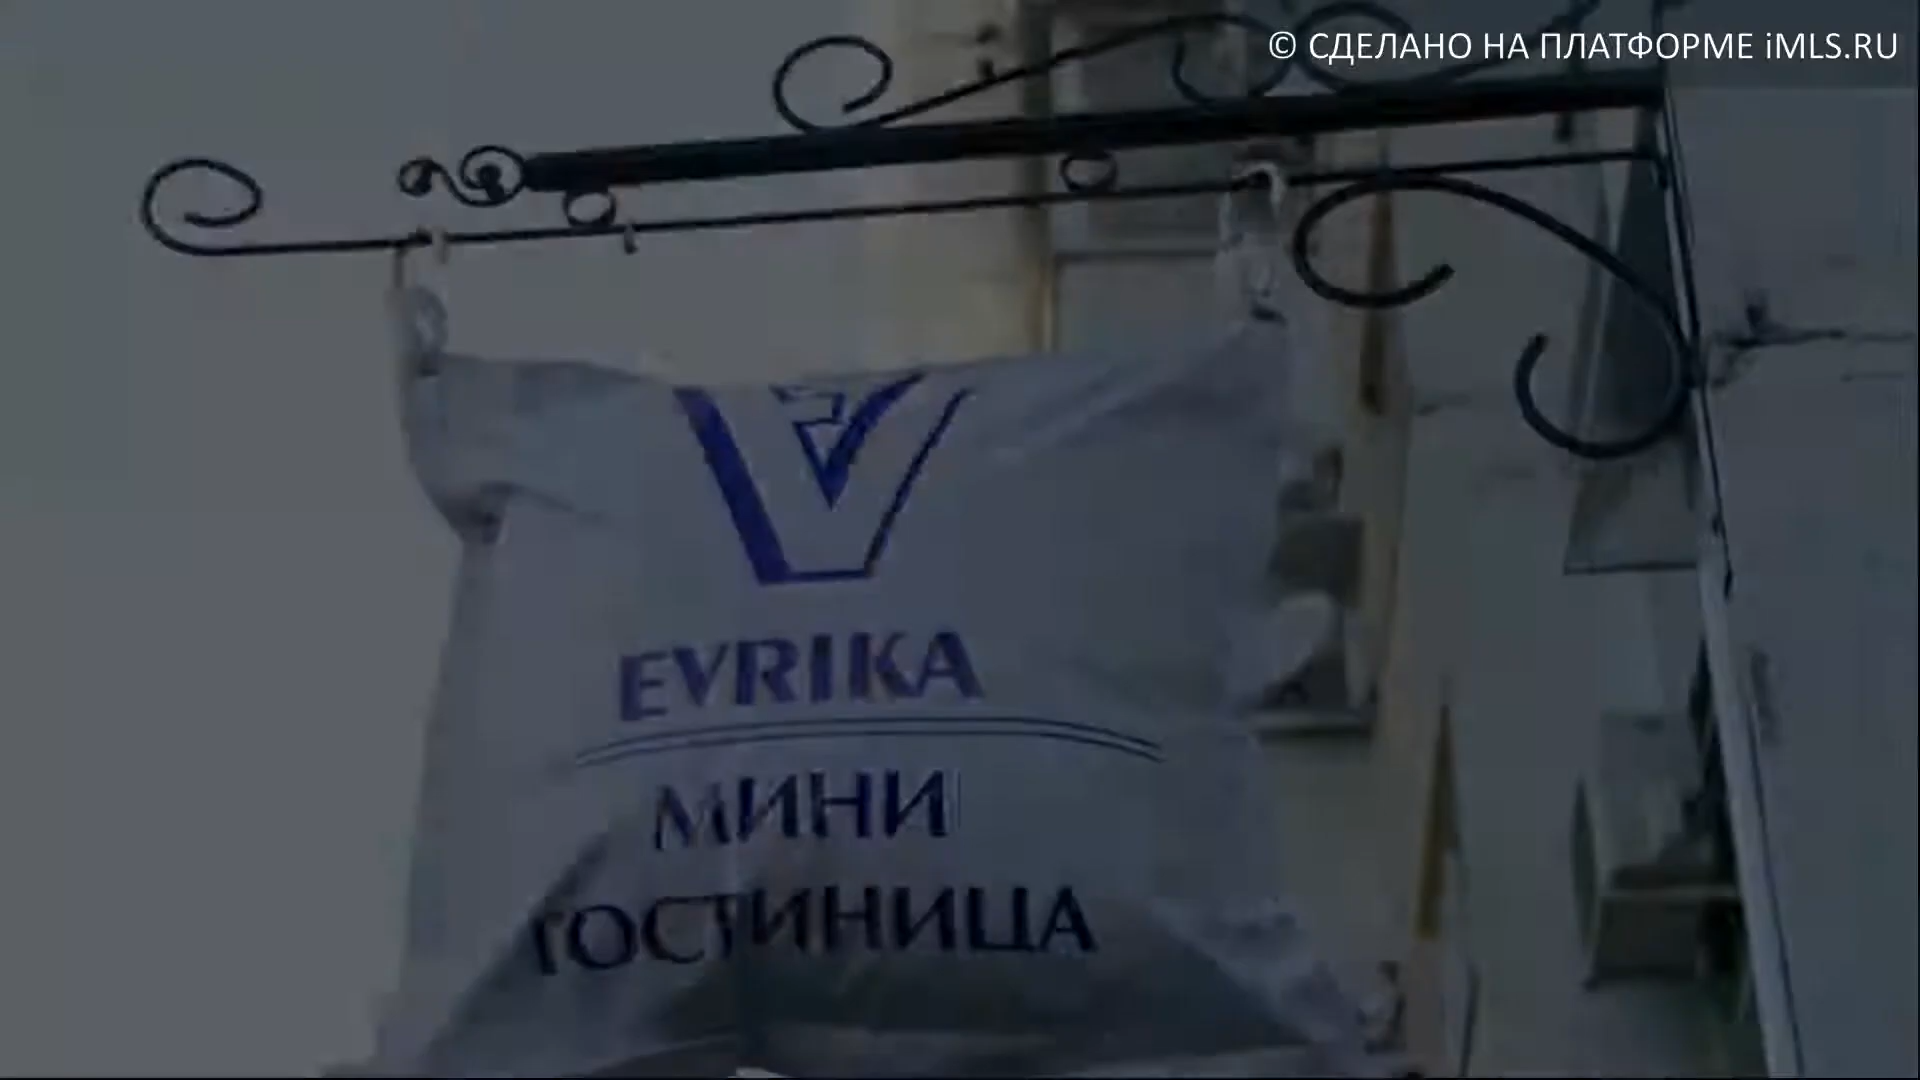 © СДЕЛАНО НА ПЛАТФОРМЕ iMLS.RU
EVRIKA
МИНИ
ГОСТИНИЦА